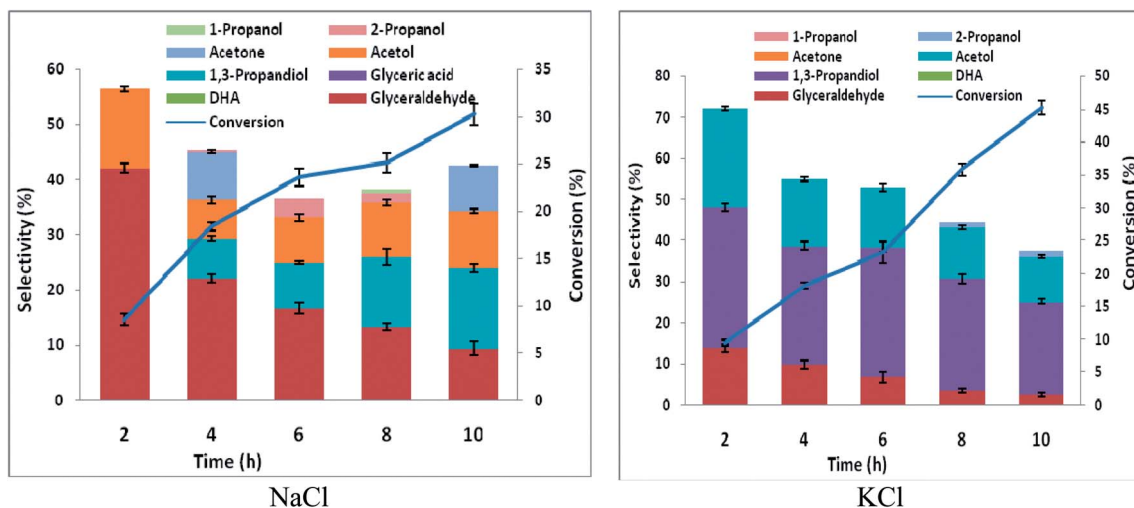 1-Propanol 2-Propanol
Acetone Acetol
1,3-Propandiol Glyceric acid
DHA Glyceraldehyde
Conversion
Selectivity (%)
60
50
40
30
20
10
0
Conversion (%)
35
30
25
20
15
10
5
0
2 4 6 8 10
Time (h)
NaCl
1-Propanol 2-Propanol
Acetone Acetol
1,3-Propandiol DHA
Glyceraldehyde Conversion
Selectivity (%)
80
70
60
50
40
30
20
10
0
Conversion (%)
50
45
40
35
30
25
20
15
10
5
0
2 4 6 8 10
Time (h)
KCl